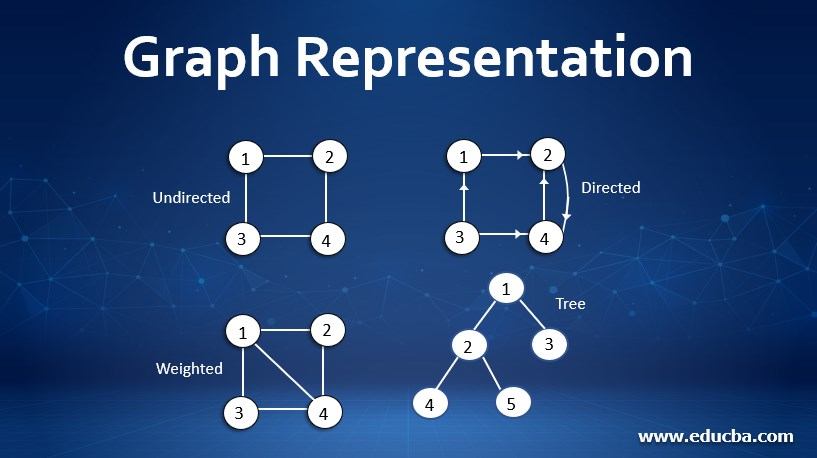 Graph Representation
1 2
Undirected
3 4
1 2
Directed
3 4
1 2
Weighted
3 4
1
Tree
2 3
4 5
www.educba.com